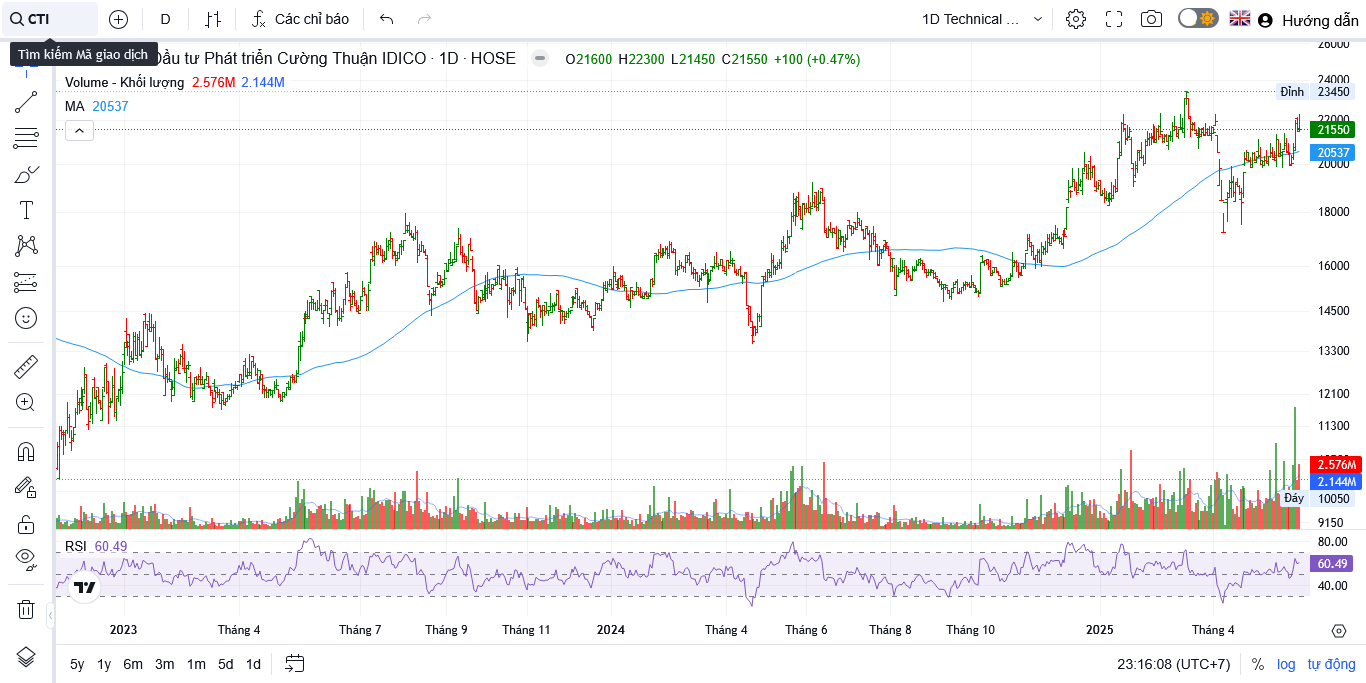 CTI
D
Các chỉ báo
1D Technical ...
Hướng dẫn
Tìm kiếm Mã giao dịch
Đầu tư Phát triển Cường Thuận IDICO · 1D · HOSE
O21600 H22300 L21450 C21550 +100 (+0.47%)
Volume - Khối lượng 2.576M 2.144M
MA 20537
26000
24000
Đỉnh 23450
22000
21550
20537
20000
18000
16000
14500
13300
12100
11300
2.576M
2.144M
Đáy 10050
9150
RSI 60.49
80.00
60.49
40.00
2023 Tháng 4 Tháng 7 Tháng 9 Tháng 11 2024 Tháng 4 Tháng 6 Tháng 8 Tháng 10 2025 Tháng 4
5y 1y 6m 3m 1m 5d 1d
23:16:08 (UTC+7) % log tự động